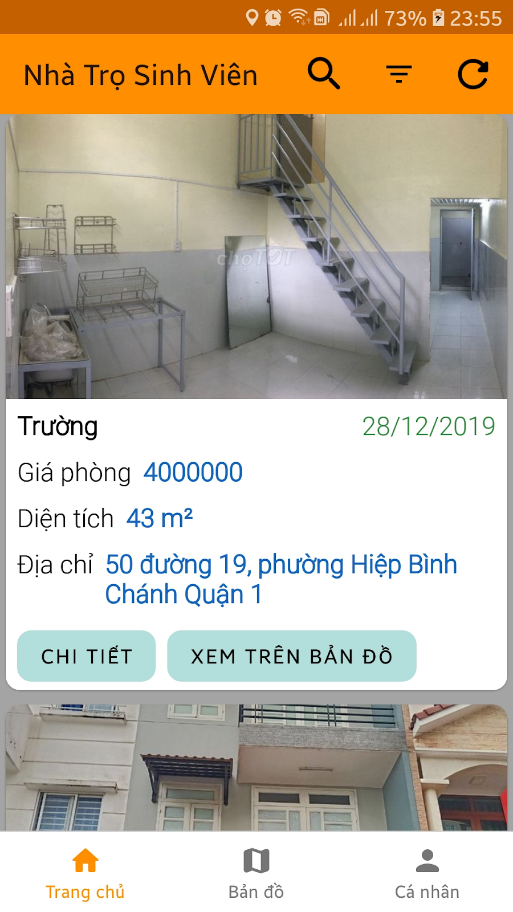 73% 23:55
Nhà Trọ Sinh Viên
chợTỐT
Trường 28/12/2019
Giá phòng 4000000
Diện tích 43 m²
Địa chỉ 50 đường 19, phường Hiệp Bình
Chánh Quận 1
CHI TIẾT XEM TRÊN BẢN ĐỒ
Trang chủ Bản đồ Cá nhân